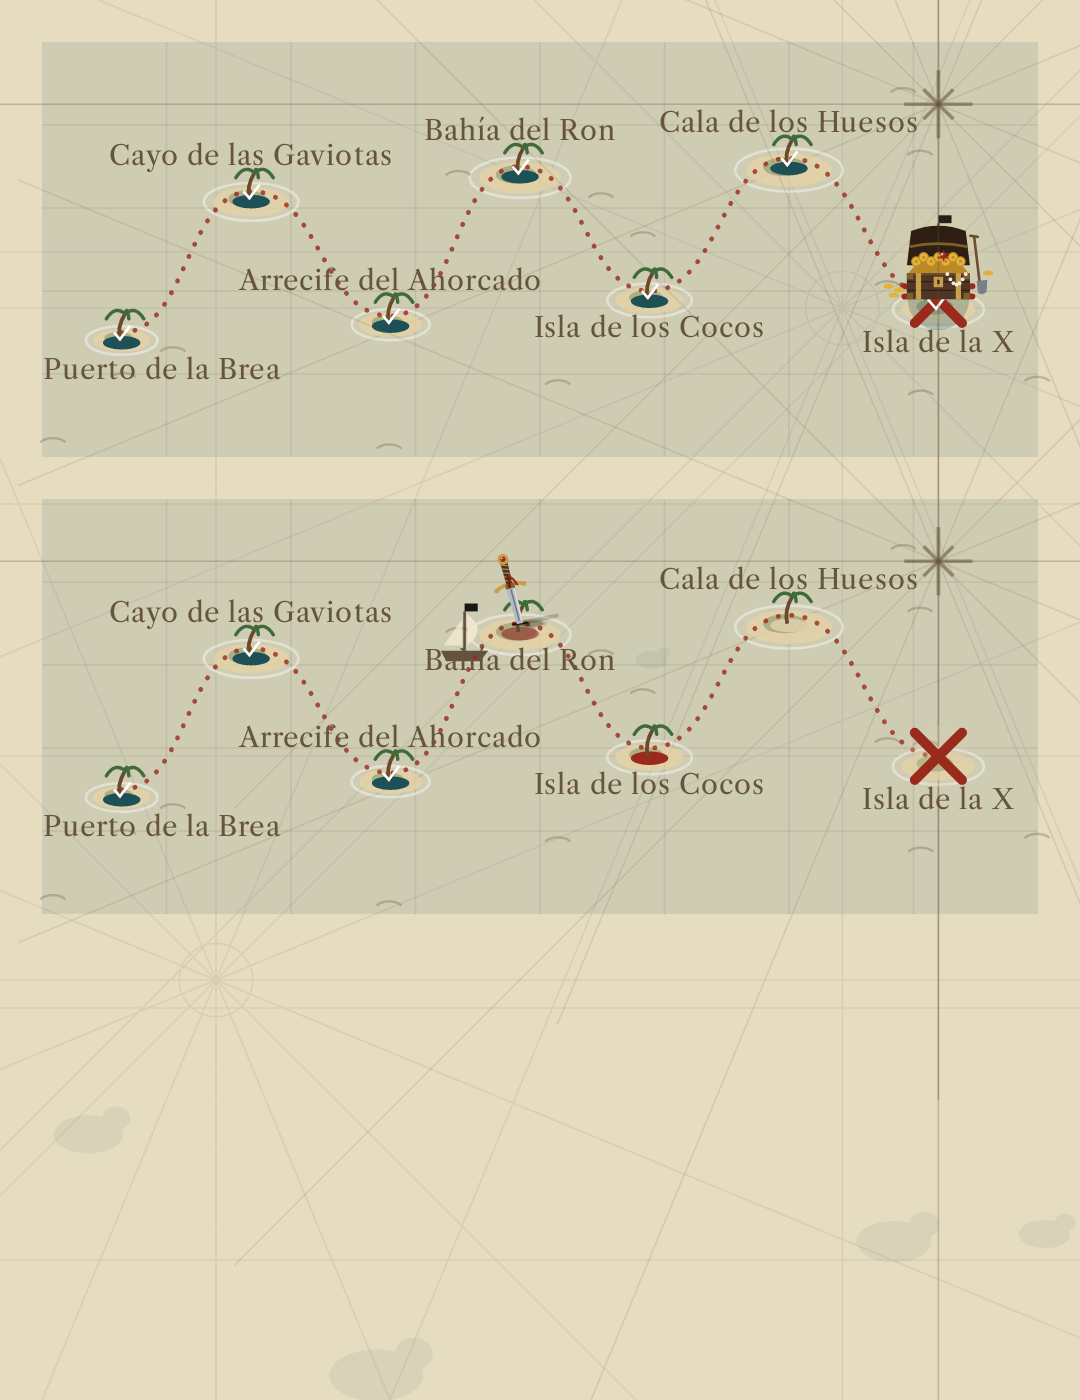 Bahía del Ron
Cala de los Huesos
Cayo de las Gaviotas
Arrecife del Ahorcado
Isla de los Cocos
Isla de la X
Puerto de la Brea
Cala de los Huesos
Cayo de las Gaviotas
Bahía del Ron
Arrecife del Ahorcado
Isla de los Cocos
Isla de la X
Puerto de la Brea